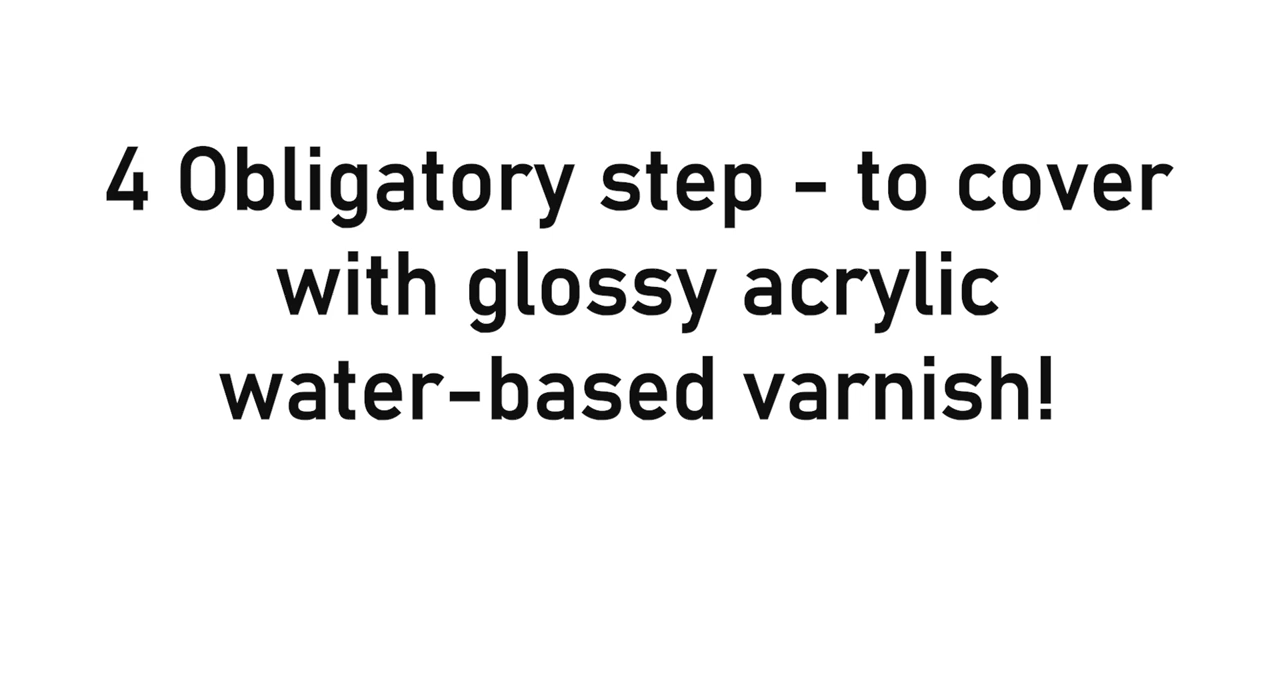 4 Obligatory step - to cover
with glossy acrylic
water-based varnish!